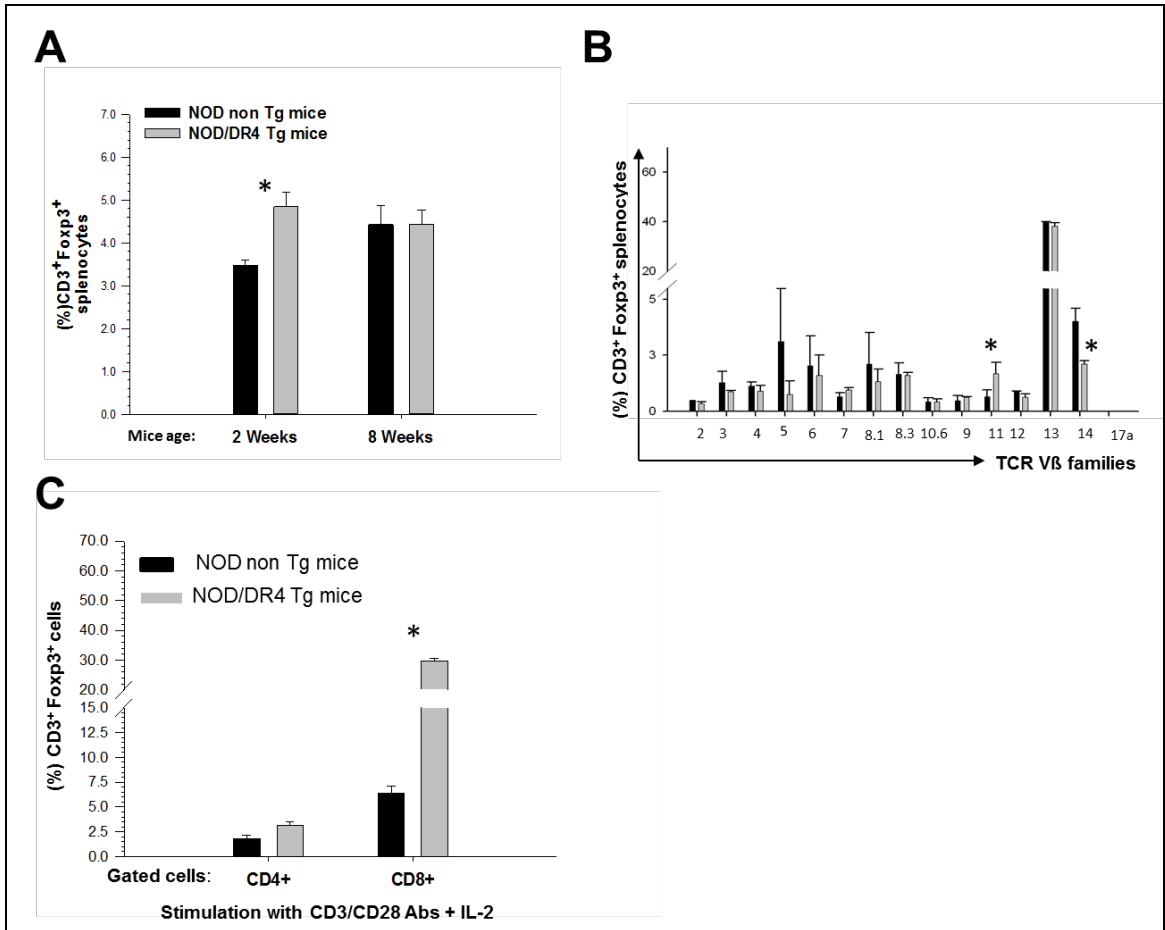 A
7.0
6.0
5.0
4.0
3.0
2.0
1.0
0.0
(%)CD3+Foxp3+
splenocytes
NOD non Tg mice
NOD/DR4 Tg mice
*
Mice age: 2 Weeks 8 Weeks
B
(%) CD3+ Foxp3+ splenocytes
60
40
20
5
3
0
* *
2 3 4 5 6 7 8.1 8.3 10.6 9 11 12 13 14 17a
TCR Vß families
C
(%) CD3+ Foxp3+ cells
70.0
60.0
50.0
40.0
30.0
20.0
15.0
12.5
10.0
7.5
5.0
2.5
0.0
NOD non Tg mice
NOD/DR4 Tg mice
*
Gated cells: CD4+ CD8+
Stimulation with CD3/CD28 Abs + IL-2